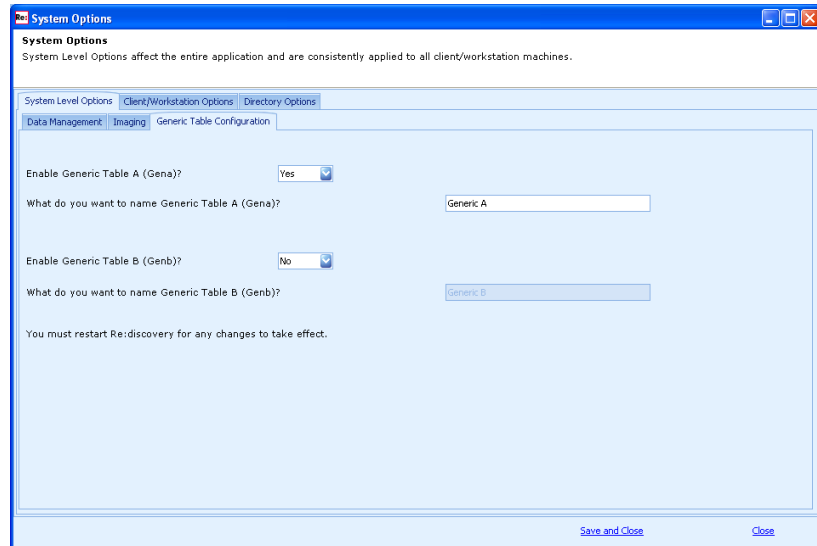 Re: System Options
System Options
System Level Options affect the entire application and are consistently applied to all client/workstation machines.
System Level Options Client/Workstation Options Directory Options
Data Management Imaging Generic Table Configuration
Enable Generic Table A (Gena)? Yes
What do you want to name Generic Table A (Gena)? Generic A
Enable Generic Table B (Genb)? No
What do you want to name Generic Table B (Genb)? Generic B
You must restart Re:discovery for any changes to take effect.
Save and Close Close